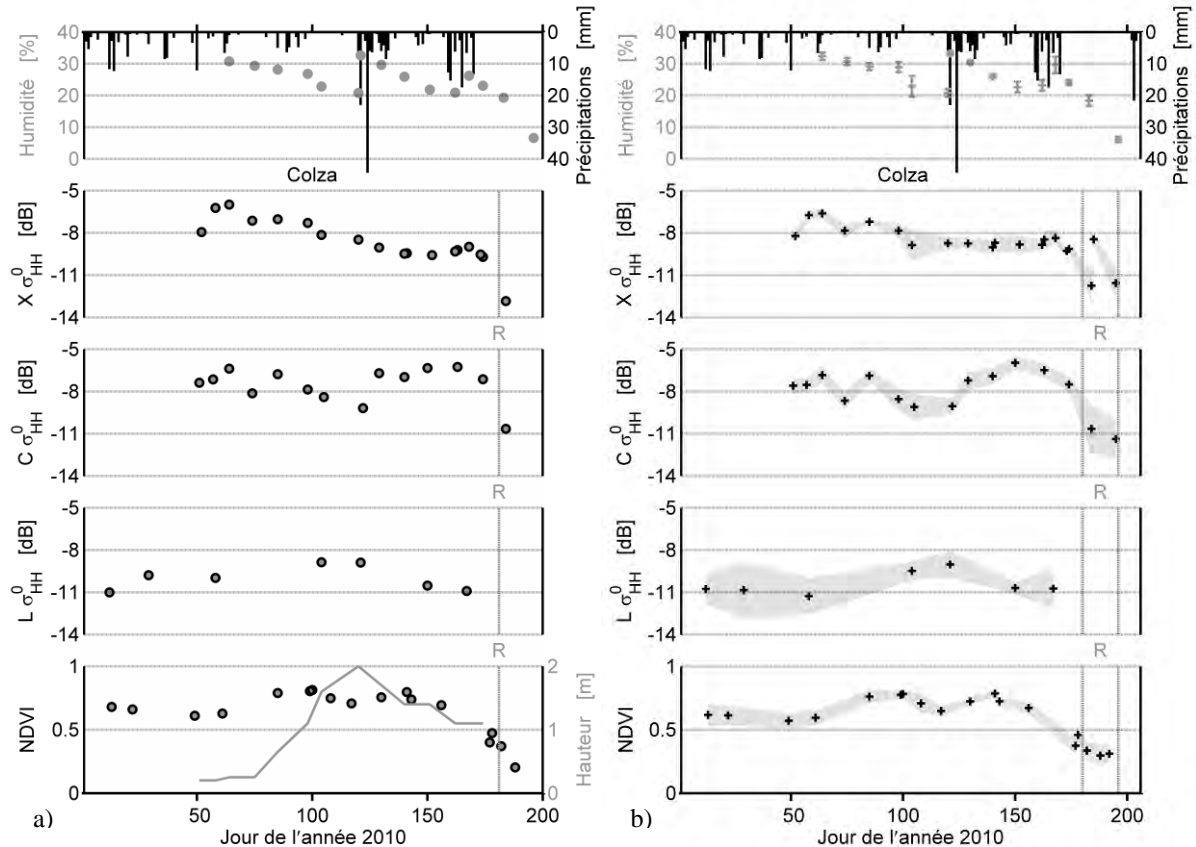 40
30
20
10
0
Humidité [%]
0
10
20
30
40
Précipitations [mm]
Colza
-5
-8
-11
-14
X σ⁰HH [dB]
R
-5
-8
-11
-14
C σ⁰HH [dB]
R
-5
-8
-11
-14
L σ⁰HH [dB]
R
1
0.5
0
NDVI
2
1
0
Hauteur [m]
50
100
150
200
Jour de l'année 2010
a)
40
30
20
10
0
Humidité [%]
0
10
20
30
40
Précipitations [mm]
Colza
-5
-8
-11
-14
X σ⁰HH [dB]
R
-5
-8
-11
-14
C σ⁰HH [dB]
R
-5
-8
-11
-14
L σ⁰HH [dB]
R
1
0.5
0
NDVI
50
100
150
200
Jour de l'année 2010
b)